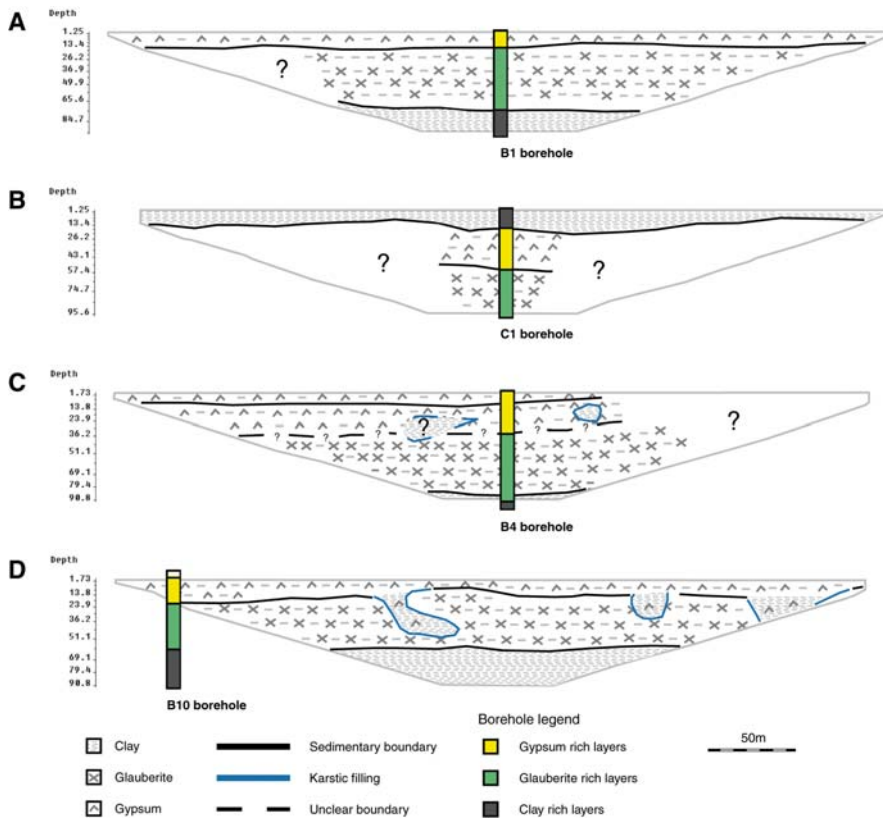 A
Depth
1.25
13.4
26.2
36.9
49.9
65.6
84.7
?
B1 borehole
B
Depth
1.25
13.4
26.2
43.1
57.4
74.7
95.6
? ?
C1 borehole
C
Depth
1.73
13.8
23.9
36.2
51.1
69.1
79.4
90.8
? ?
? ? ? ? ?
B4 borehole
D
Depth
1.73
13.8
23.9
36.2
51.1
69.1
79.4
90.8
B10 borehole
Borehole legend
Clay Sedimentary boundary Gypsum rich layers 50m
Glauberite Karstic filling Glauberite rich layers
Gypsum Unclear boundary Clay rich layers